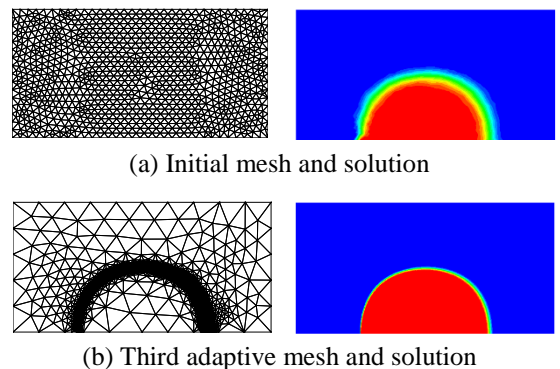 (a) Initial mesh and solution
(b) Third adaptive mesh and solution